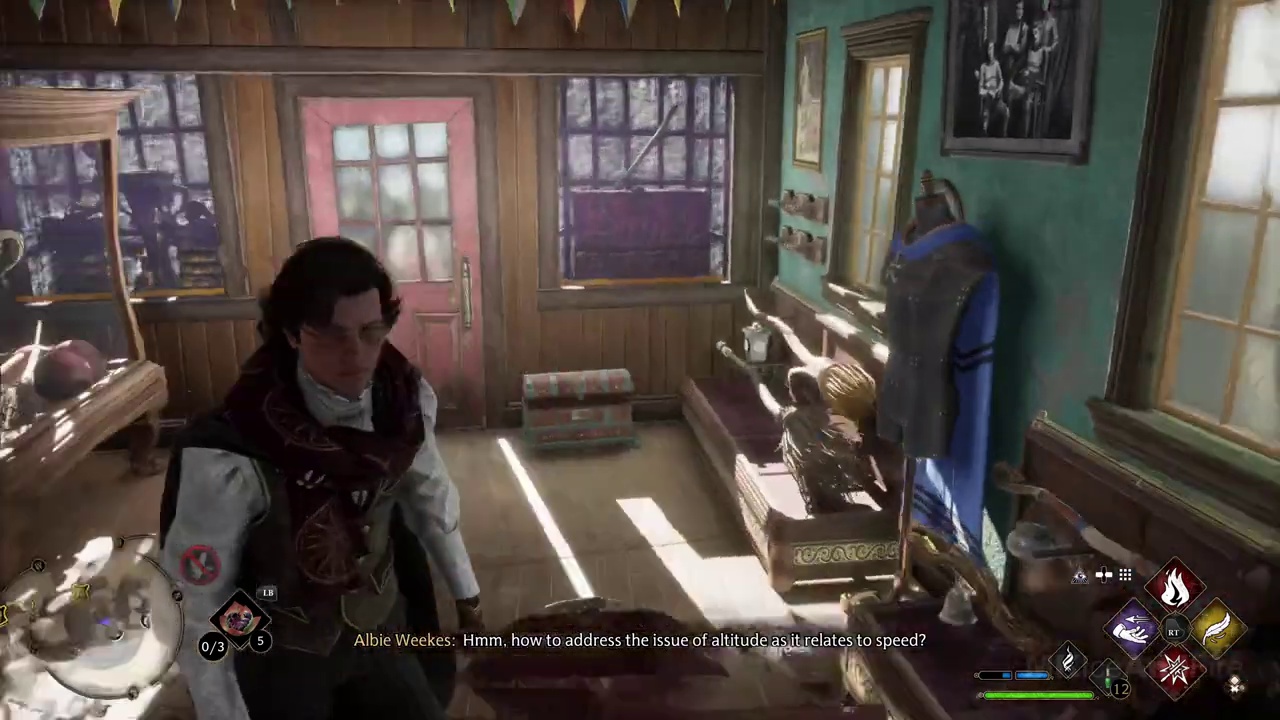 LB
0/3
5
Albie Weekes: Hmm, how to address the issue of altitude as it relates to speed?
RT
12